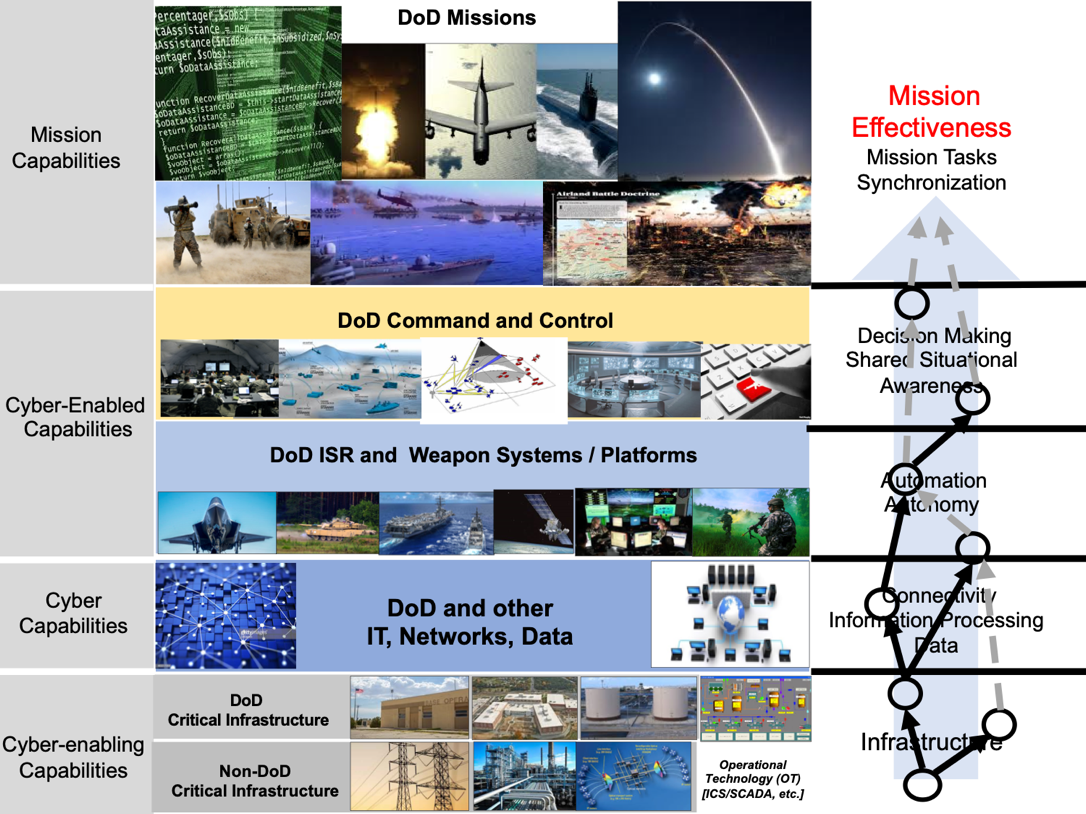 DoD Missions
Mission
Capabilities
Airland Battle Doctrine
Mission
Effectiveness
Mission Tasks
Synchronization
Cyber-Enabled
Capabilities
DoD Command and Control
Decision Making
Shared Situational
Awareness
DoD ISR and Weapon Systems / Platforms
Automation
Autonomy
Cyber
Capabilities
DoD and other
IT, Networks, Data
Connectivity
Information Processing
Data
Cyber-enabling
Capabilities
DoD
Critical Infrastructure
Non-DoD
Critical Infrastructure
Operational
Technology (OT)
[ICS/SCADA, etc.]
Infrastructure